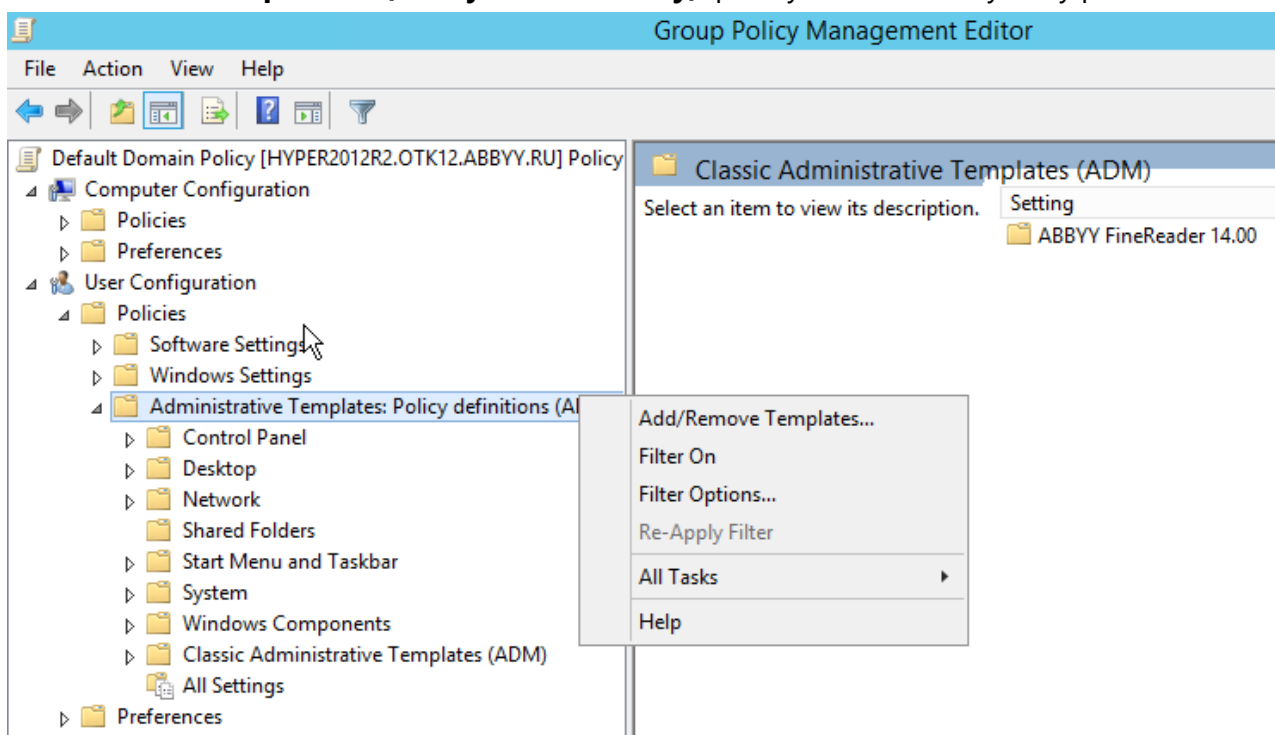 Group Policy Management Editor
File Action View Help
Default Domain Policy [HYPER2012R2.OTK12.ABBYY.RU] Policy
Computer Configuration
Policies
Preferences
User Configuration
Policies
Software Settings
Windows Settings
Administrative Templates: Policy definitions
Control Panel
Desktop
Network
Shared Folders
Start Menu and Taskbar
System
Windows Components
Classic Administrative Templates (ADM)
All Settings
Preferences
Classic Administrative Templates (ADM)
Select an item to view its description.
Setting
ABBYY FineReader 14.00
Add/Remove Templates...
Filter On
Filter Options...
Re-Apply Filter
All Tasks
Help